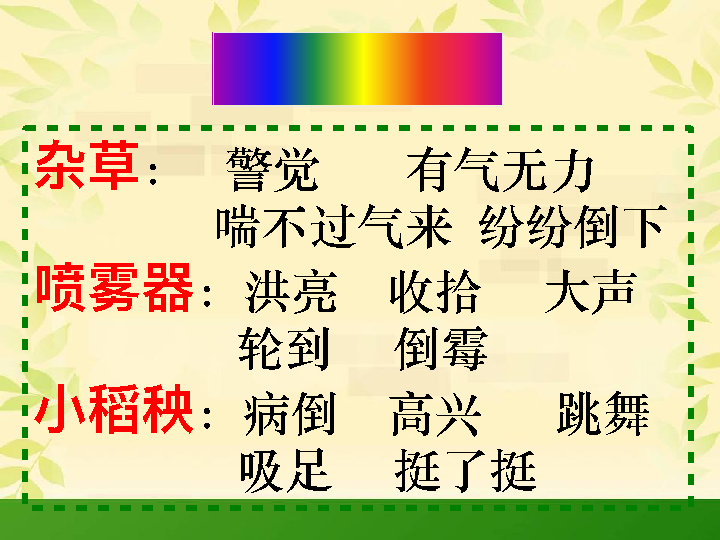 杂草： 警觉 有气无力
喘不过气来 纷纷倒下
喷雾器：洪亮 收拾 大声
轮到 倒霉
小稻秧：病倒 高兴 跳舞
吸足 挺了挺